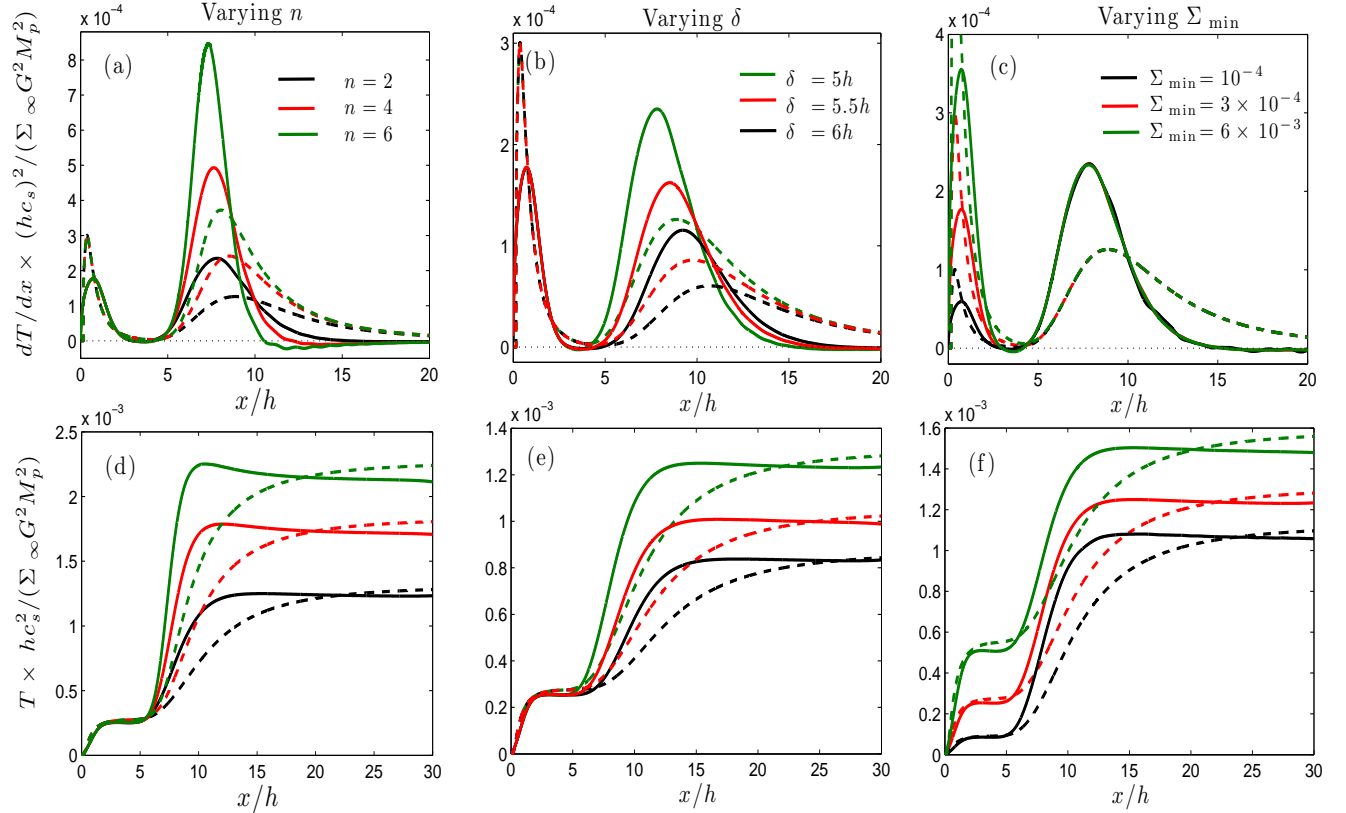 Varying n
Varying δ
Varying Σ min
dT/dx × (hc_s)^2/(Σ ∞G^2M_p^2)
x 10^-4
(a)
n = 2
n = 4
n = 6
8
7
6
5
4
3
2
1
0
0 5 10 15 20
x/h
x 10^-4
(b)
δ = 5h
δ = 5.5h
δ = 6h
3
2
1
0
0 5 10 15 20
x/h
x 10^-4
(c)
Σ min = 10^-4
Σ min = 3 × 10^-4
Σ min = 6 × 10^-3
4
3
2
1
0
0 5 10 15 20
x/h
T × hc_s^2/(Σ ∞G^2M_p^2)
x 10^-3
(d)
2.5
2
1.5
1
0.5
0
0 5 10 15 20 25 30
x/h
x 10^-3
(e)
1.4
1.2
1
0.8
0.6
0.4
0.2
0
0 5 10 15 20 25 30
x/h
x 10^-3
(f)
1.6
1.4
1.2
1
0.8
0.6
0.4
0.2
0
0 5 10 15 20 25 30
x/h